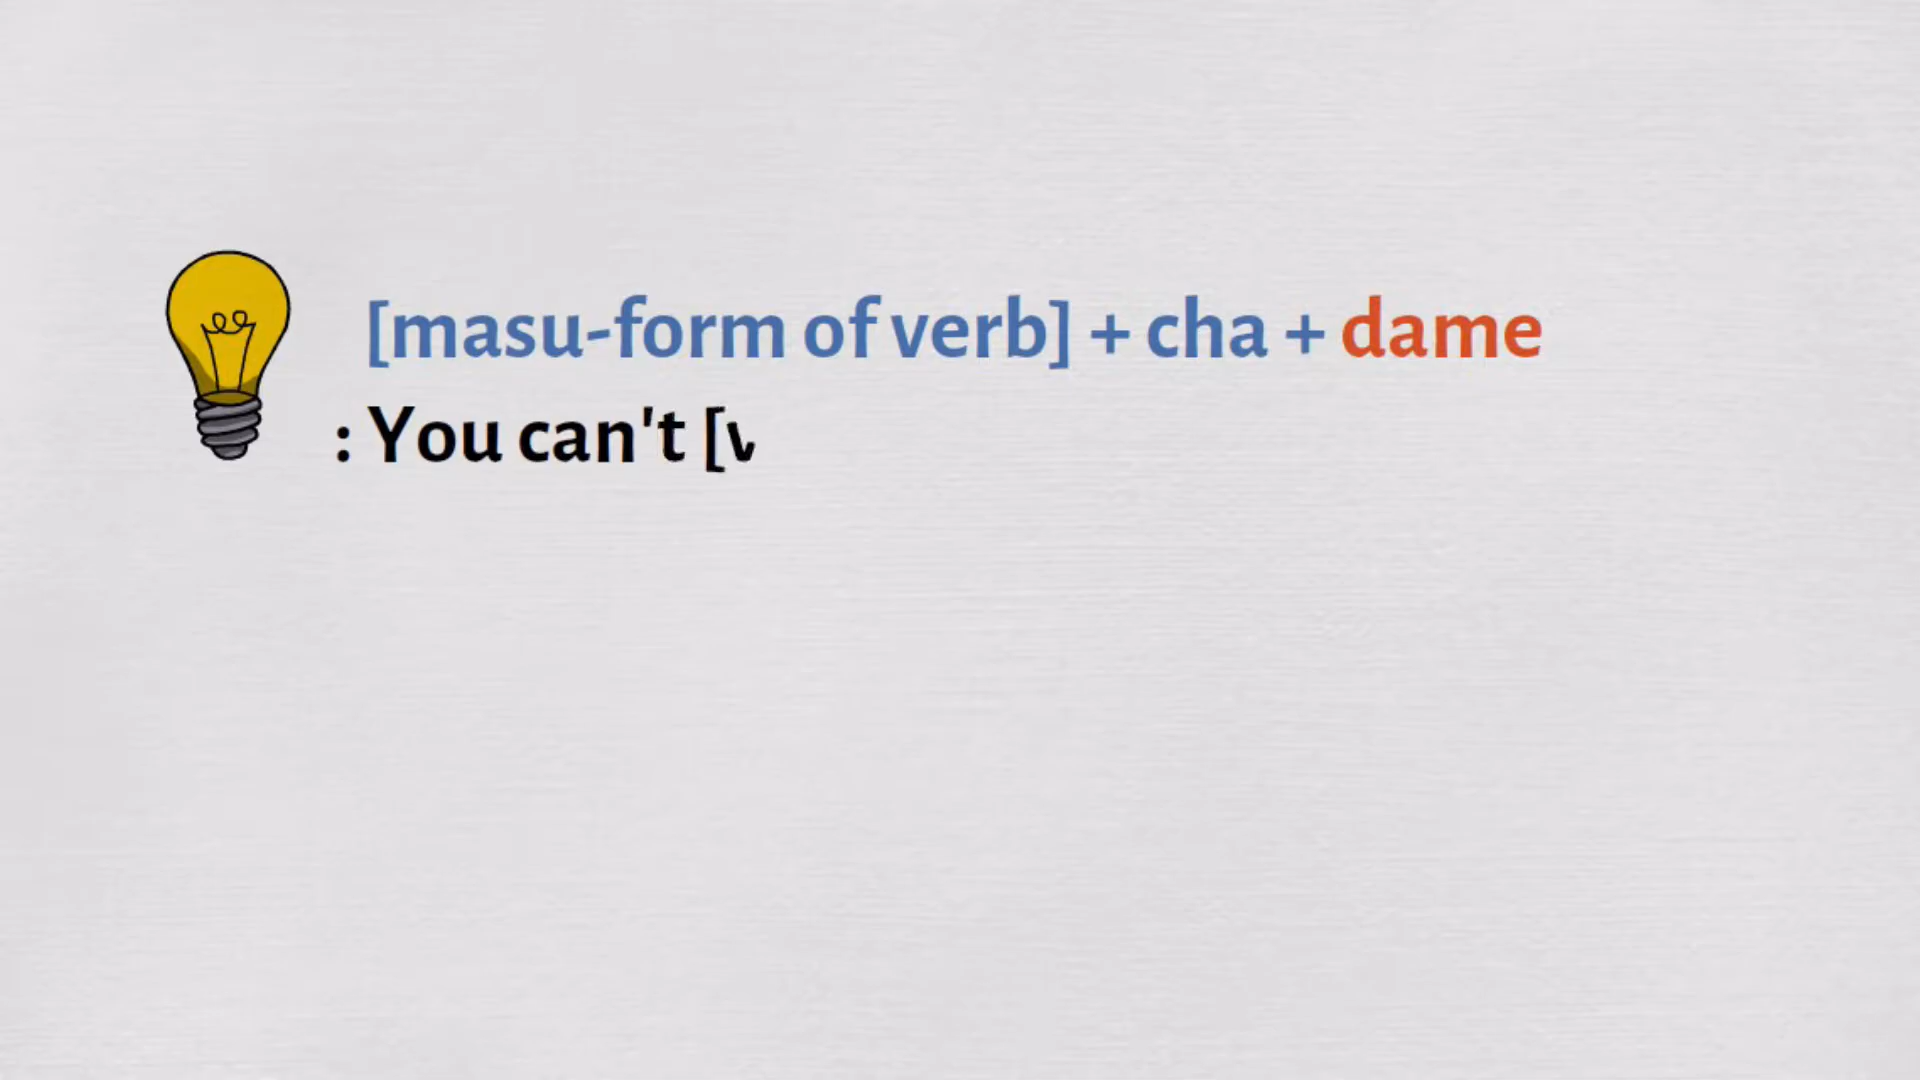 [masu-form of verb] + cha + dame
: You can't [